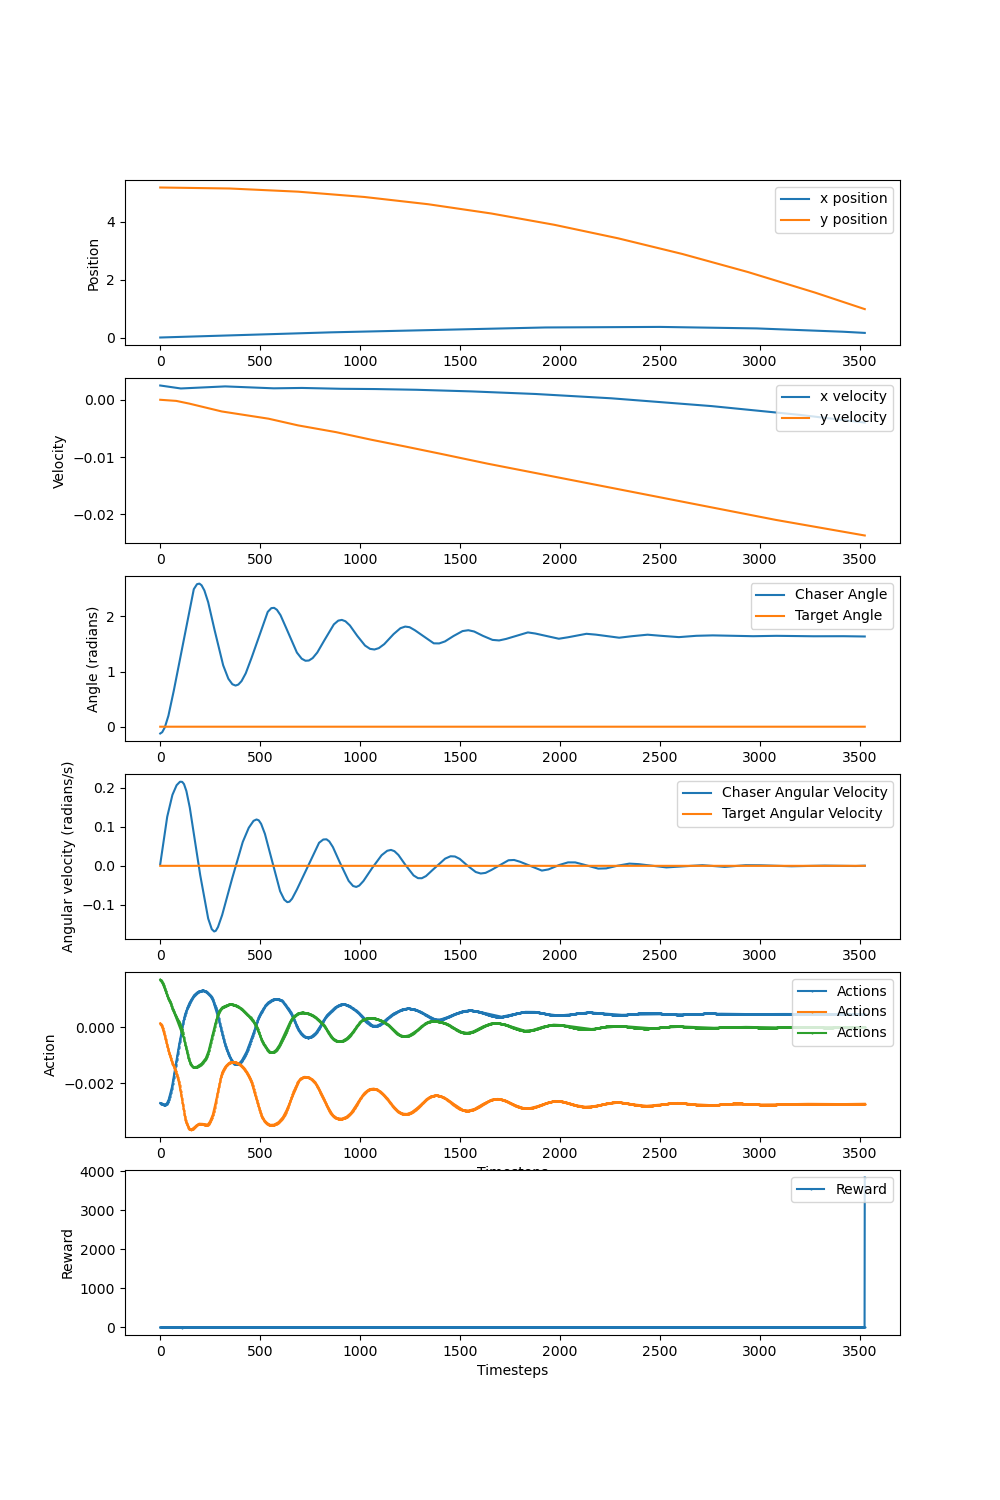 x position
y position
Position
4
2
0
0 500 1000 1500 2000 2500 3000 3500
x velocity
y velocity
Velocity
0.00
−0.01
−0.02
0 500 1000 1500 2000 2500 3000 3500
Chaser Angle
Target Angle
Angle (radians)
2
1
0
0 500 1000 1500 2000 2500 3000 3500
Chaser Angular Velocity
Target Angular Velocity
Angular velocity (radians/s)
0.2
0.1
0.0
−0.1
0 500 1000 1500 2000 2500 3000 3500
Actions
Actions
Actions
Action
0.000
−0.002
0 500 1000 1500 2000 2500 3000 3500
Timesteps
Reward
Reward
4000
3000
2000
1000
0
0 500 1000 1500 2000 2500 3000 3500
Timesteps